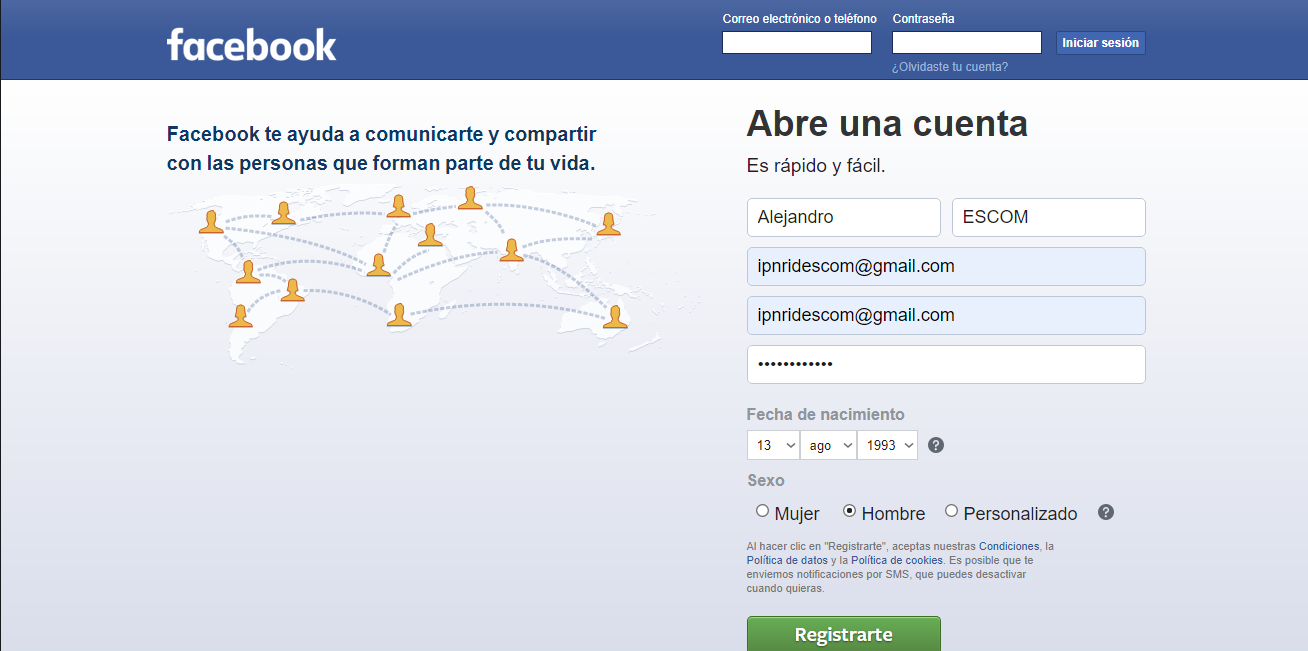 facebook
Correo electrónico o teléfono
Contraseña
Iniciar sesión
¿Olvidaste tu cuenta?
Facebook te ayuda a comunicarte y compartir
con las personas que forman parte de tu vida.
Abre una cuenta
Es rápido y fácil.
Alejandro
ESCOM
ipnridescom@gmail.com
ipnridescom@gmail.com
••••••••••••
Fecha de nacimiento
13 ago 1993 ?
Sexo
Mujer Hombre Personalizado ?
Al hacer clic en "Registrarte", aceptas nuestras Condiciones, la
Política de datos y la Política de cookies. Es posible que te
enviemos notificaciones por SMS, que puedes desactivar
cuando quieras.
Registrarte